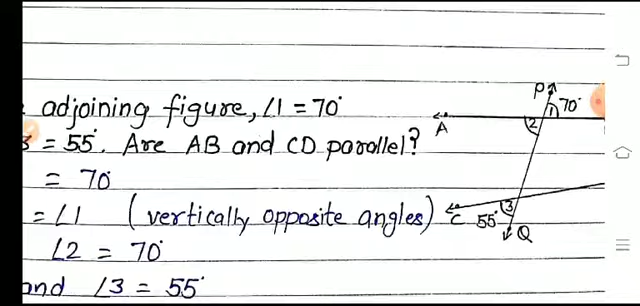 adjoining figure, ∠1 = 70°
3 = 55°. Are AB and CD parallel?
= 70°
= ∠1 (vertically opposite angles)
∠2 = 70°
and ∠3 = 55°
P
1 70°
A
2
3
C 55°
Q